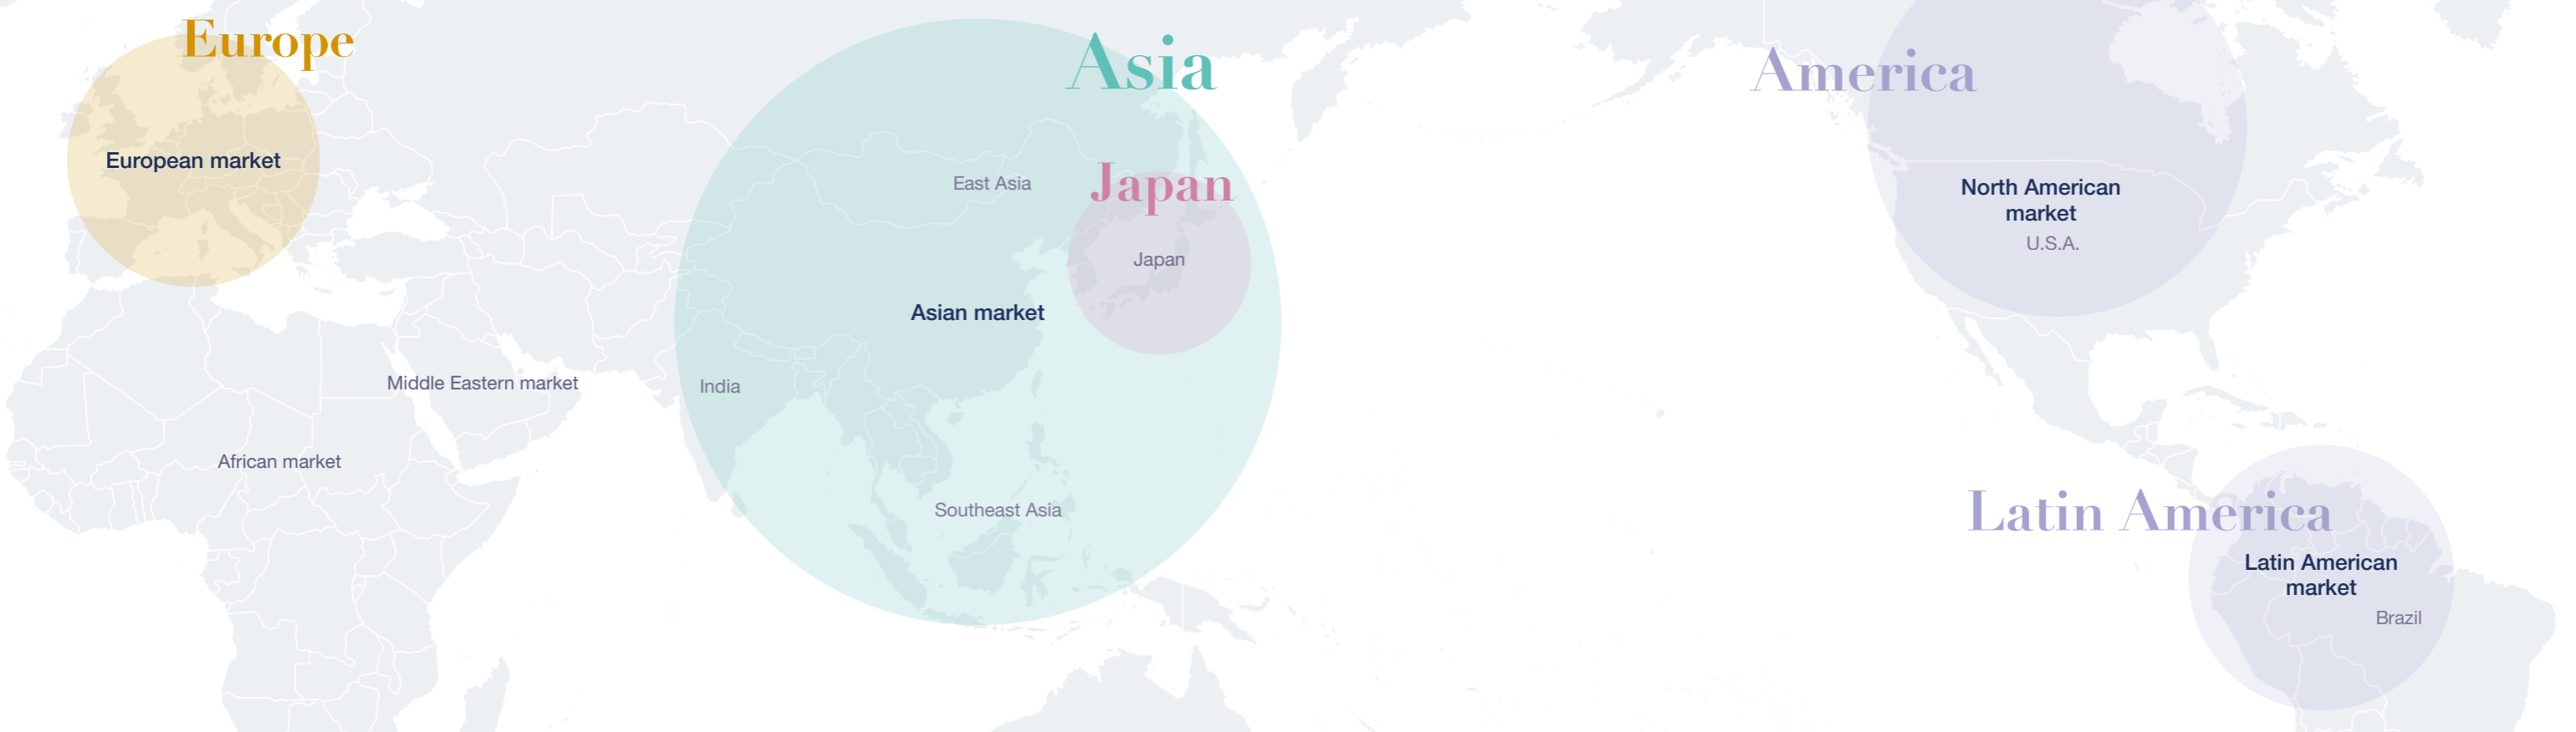 Europe
European market
Middle Eastern market
African market
Asia
East Asia
Japan
Japan
Asian market
India
Southeast Asia
America
North American
market
U.S.A.
Latin America
Latin American
market
Brazil